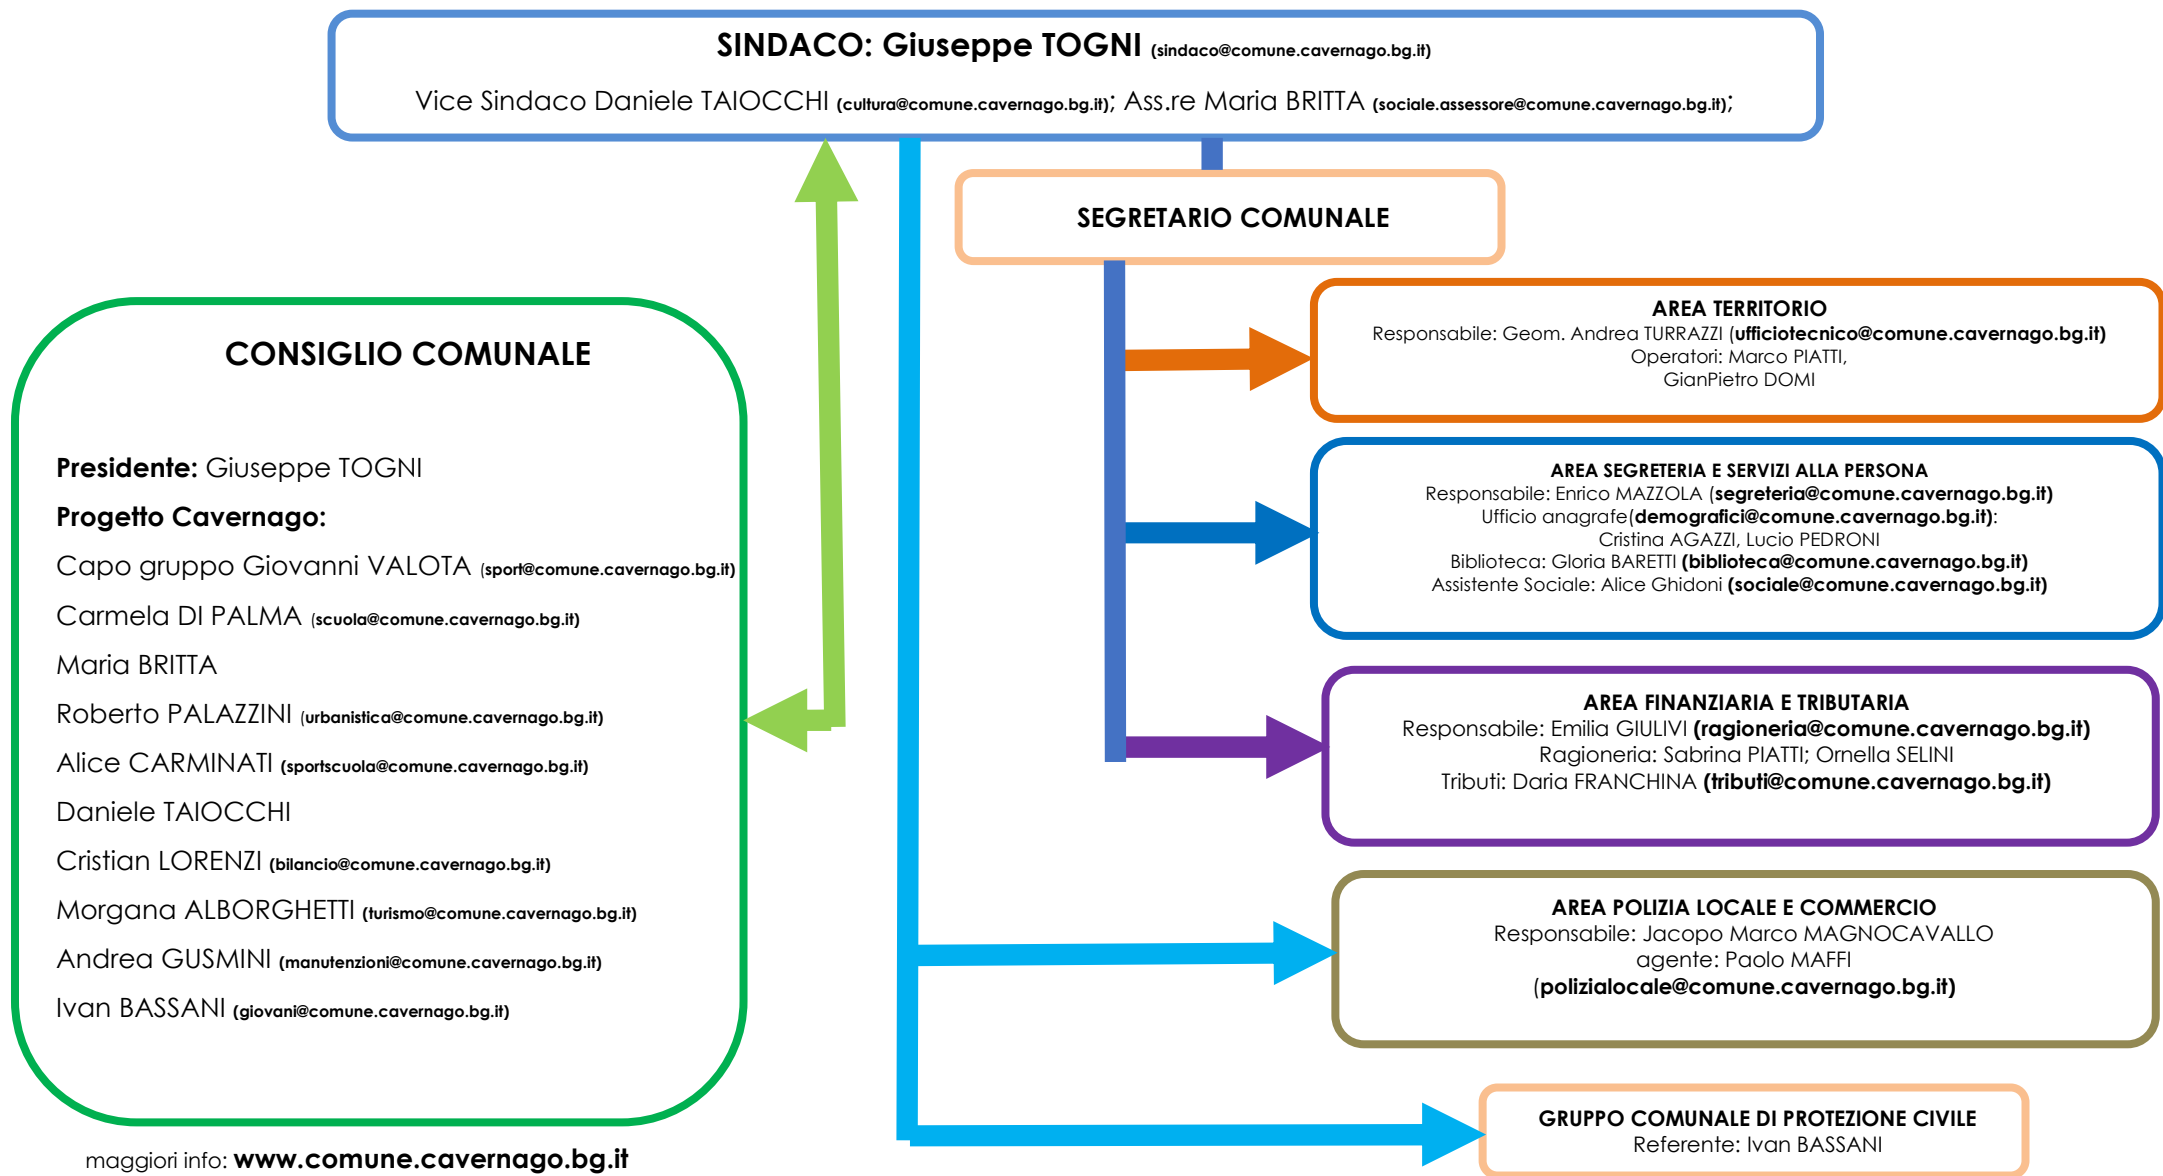 SINDACO: Giuseppe TOGNI (sindaco@comune.cavernago.bg.it)
Vice Sindaco Daniele TAIOCCHI (cultura@comune.cavernago.bg.it); Ass.re Maria BRITTA (sociale.assessore@comune.cavernago.bg.it);
SEGRETARIO COMUNALE
CONSIGLIO COMUNALE
Presidente: Giuseppe TOGNI
Progetto Cavernago:
Capo gruppo Giovanni VALOTA (sport@comune.cavernago.bg.it)
Carmela DI PALMA (scuola@comune.cavernago.bg.it)
Maria BRITTA
Roberto PALAZZINI (urbanistica@comune.cavernago.bg.it)
Alice CARMINATI (sportscuola@comune.cavernago.bg.it)
Daniele TAIOCCHI
Cristian LORENZI (bilancio@comune.cavernago.bg.it)
Morgana ALBORGHETTI (turismo@comune.cavernago.bg.it)
Andrea GUSMINI (manutenzioni@comune.cavernago.bg.it)
Ivan BASSANI (giovani@comune.cavernago.bg.it)
maggiori info: www.comune.cavernago.bg.it
AREA TERRITORIO
Responsabile: Geom. Andrea TURRAZZI (ufficiotecnico@comune.cavernago.bg.it)
Operatori: Marco PIATTI,
GianPietro DOMI
AREA SEGRETERIA E SERVIZI ALLA PERSONA
Responsabile: Enrico MAZZOLA (segreteria@comune.cavernago.bg.it)
Ufficio anagrafe(demografici@comune.cavernago.bg.it):
Cristina AGAZZI, Lucio PEDRONI
Biblioteca: Gloria BARETTI (biblioteca@comune.cavernago.bg.it)
Assistente Sociale: Alice Ghidoni (sociale@comune.cavernago.bg.it)
AREA FINANZIARIA E TRIBUTARIA
Responsabile: Emilia GIULIVI (ragioneria@comune.cavernago.bg.it)
Ragioneria: Sabrina PIATTI; Ornella SELINI
Tributi: Daria FRANCHINA (tributi@comune.cavernago.bg.it)
AREA POLIZIA LOCALE E COMMERCIO
Responsabile: Jacopo Marco MAGNOCAVALLO
agente: Paolo MAFFI
(polizialocale@comune.cavernago.bg.it)
GRUPPO COMUNALE DI PROTEZIONE CIVILE
Referente: Ivan BASSANI